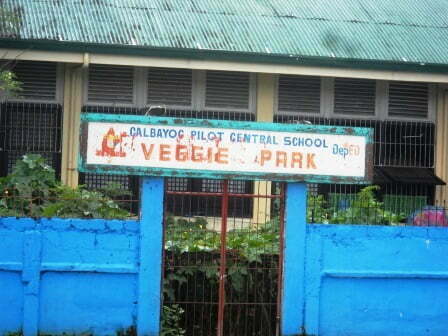 CALBAYOG PILOT CENTRAL SCHOOL
VEGGIE PARK
DepED